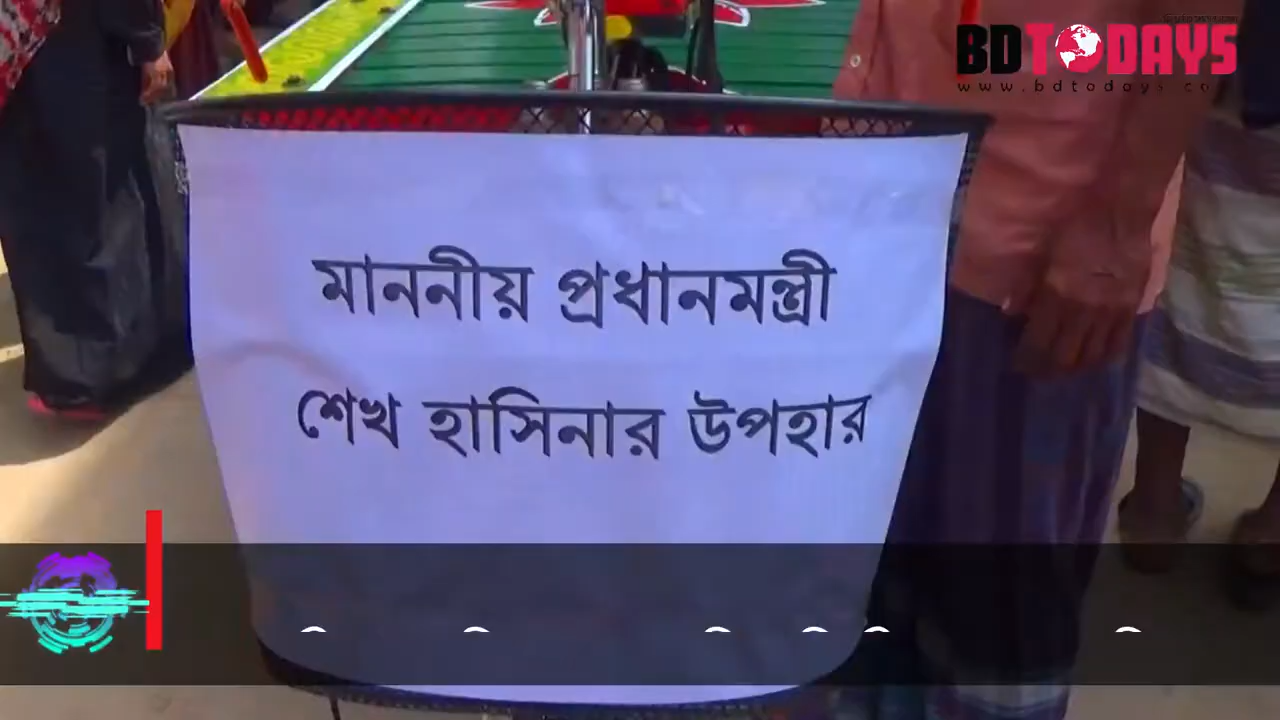 BDTODAYS
www.bdtodays.co
মাননীয় প্রধানমন্ত্রী
শেখ হাসিনার উপহার